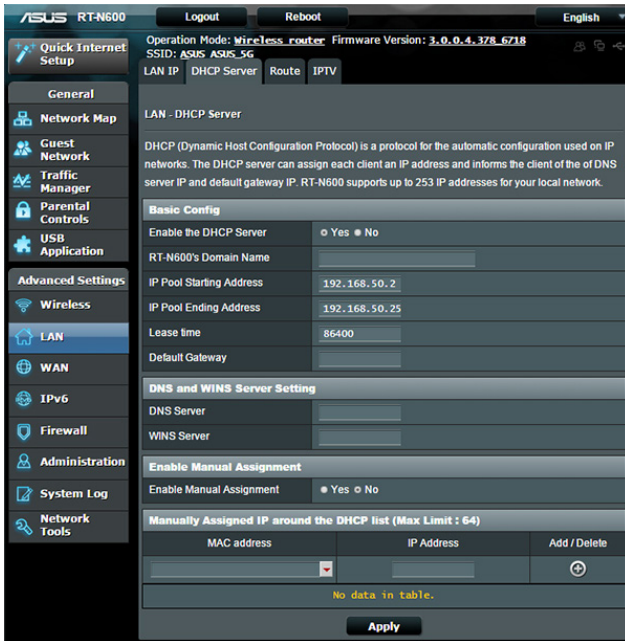 ASUS RT-N600 Logout Reboot English
Quick Internet Setup
Operation Mode: Wireless router Firmware Version: 3.0.0.4.378_6718
SSID: ASUS ASUS_5G
LAN IP DHCP Server Route IPTV
General
Network Map
Guest Network
Traffic Manager
Parental Controls
USB Application
Advanced Settings
Wireless
LAN
WAN
IPv6
Firewall
Administration
System Log
Network Tools
LAN - DHCP Server
DHCP (Dynamic Host Configuration Protocol) is a protocol for the automatic configuration used on IP
networks. The DHCP server can assign each client an IP address and informs the client of the of DNS
server IP and default gateway IP. RT-N600 supports up to 253 IP addresses for your local network.
Basic Config
Enable the DHCP Server Yes No
RT-N600's Domain Name
IP Pool Starting Address 192.168.50.2
IP Pool Ending Address 192.168.50.25
Lease time 86400
Default Gateway
DNS and WINS Server Setting
DNS Server
WINS Server
Enable Manual Assignment
Enable Manual Assignment Yes No
Manually Assigned IP around the DHCP list (Max Limit : 64)
MAC address IP Address Add / Delete
No data in table.
Apply